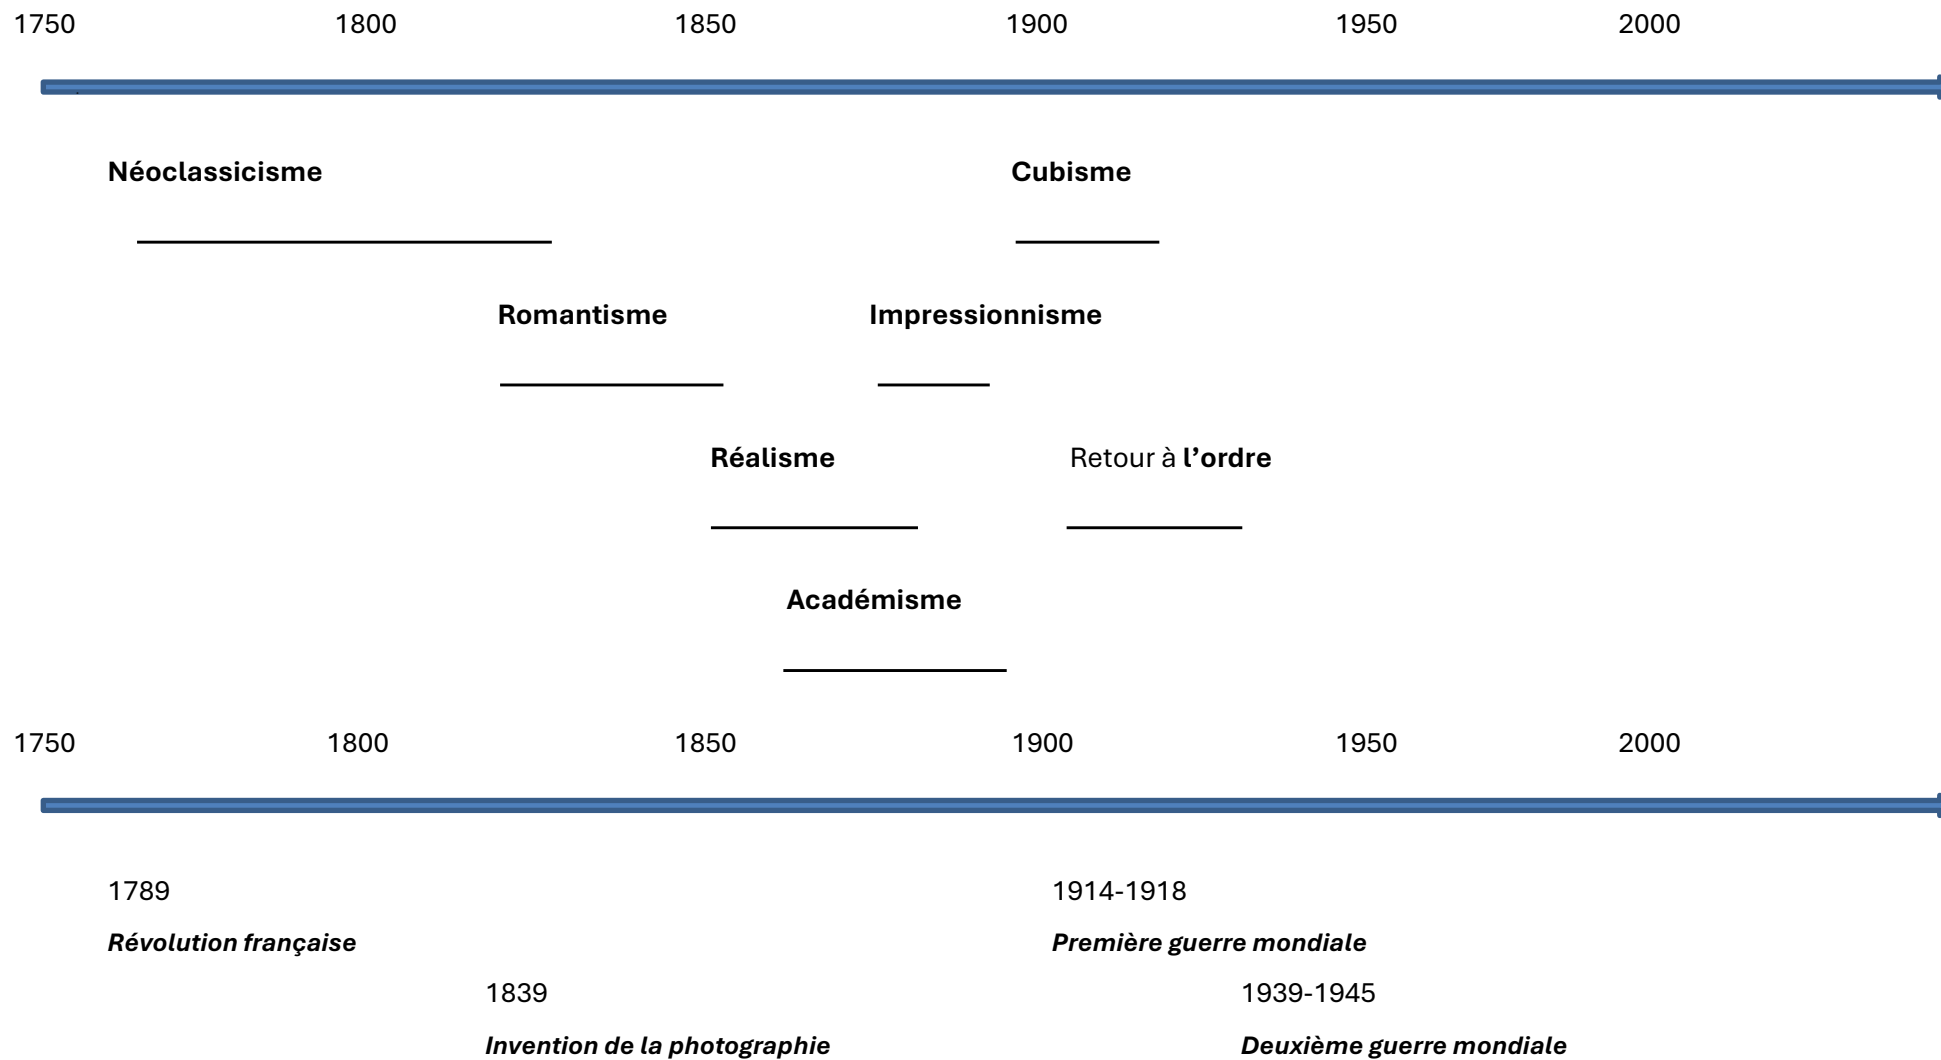 1750 1800 1850 1900 1950 2000
Néoclassicisme Cubisme
Romantisme Impressionnisme
Réalisme Retour à l’ordre
Académisme
1750 1800 1850 1900 1950 2000
1789 1914-1918
Révolution française Première guerre mondiale
1839 1939-1945
Invention de la photographie Deuxième guerre mondiale